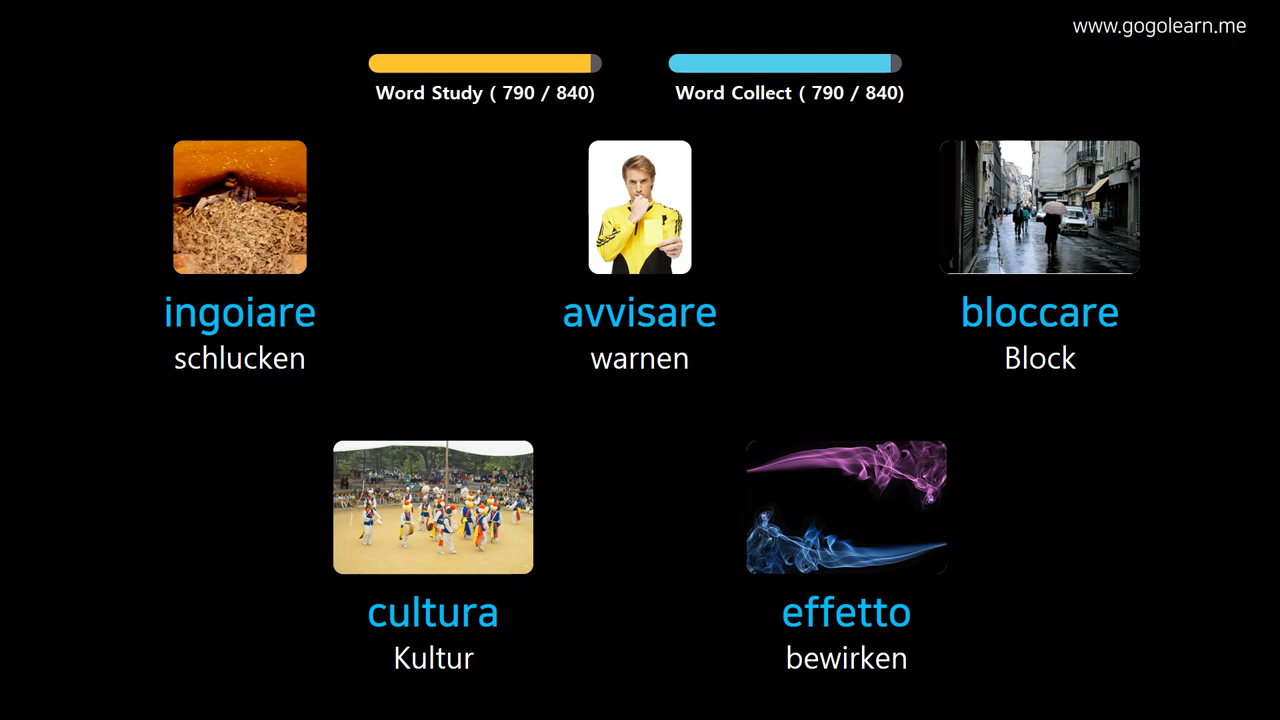 www.gogolearn.me
Word Study ( 790 / 840)
Word Collect ( 790 / 840)
ingoiare
schlucken
avvisare
warnen
bloccare
Block
cultura
Kultur
effetto
bewirken